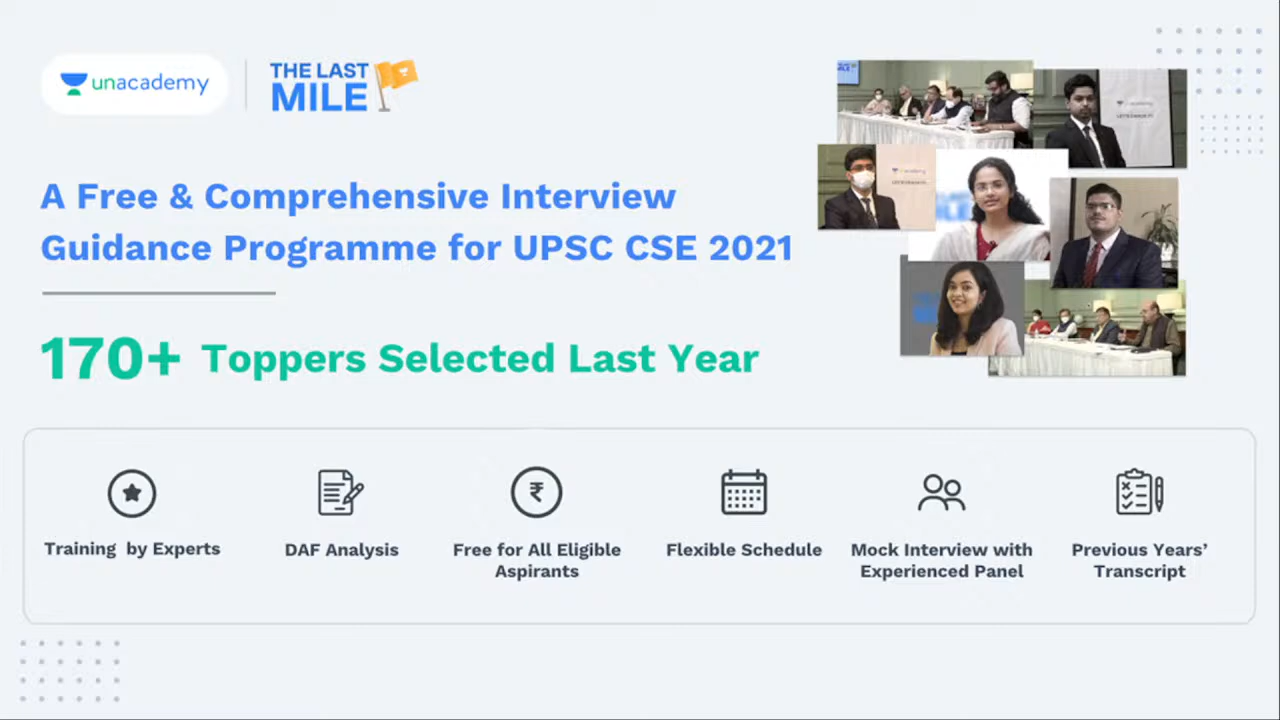 unacademy
THE LAST
MILE
A Free & Comprehensive Interview
Guidance Programme for UPSC CSE 2021
170+ Toppers Selected Last Year
Training by Experts
DAF Analysis
Free for All Eligible
Aspirants
Flexible Schedule
Mock Interview with
Experienced Panel
Previous Years’
Transcript
unacademy
unacademy